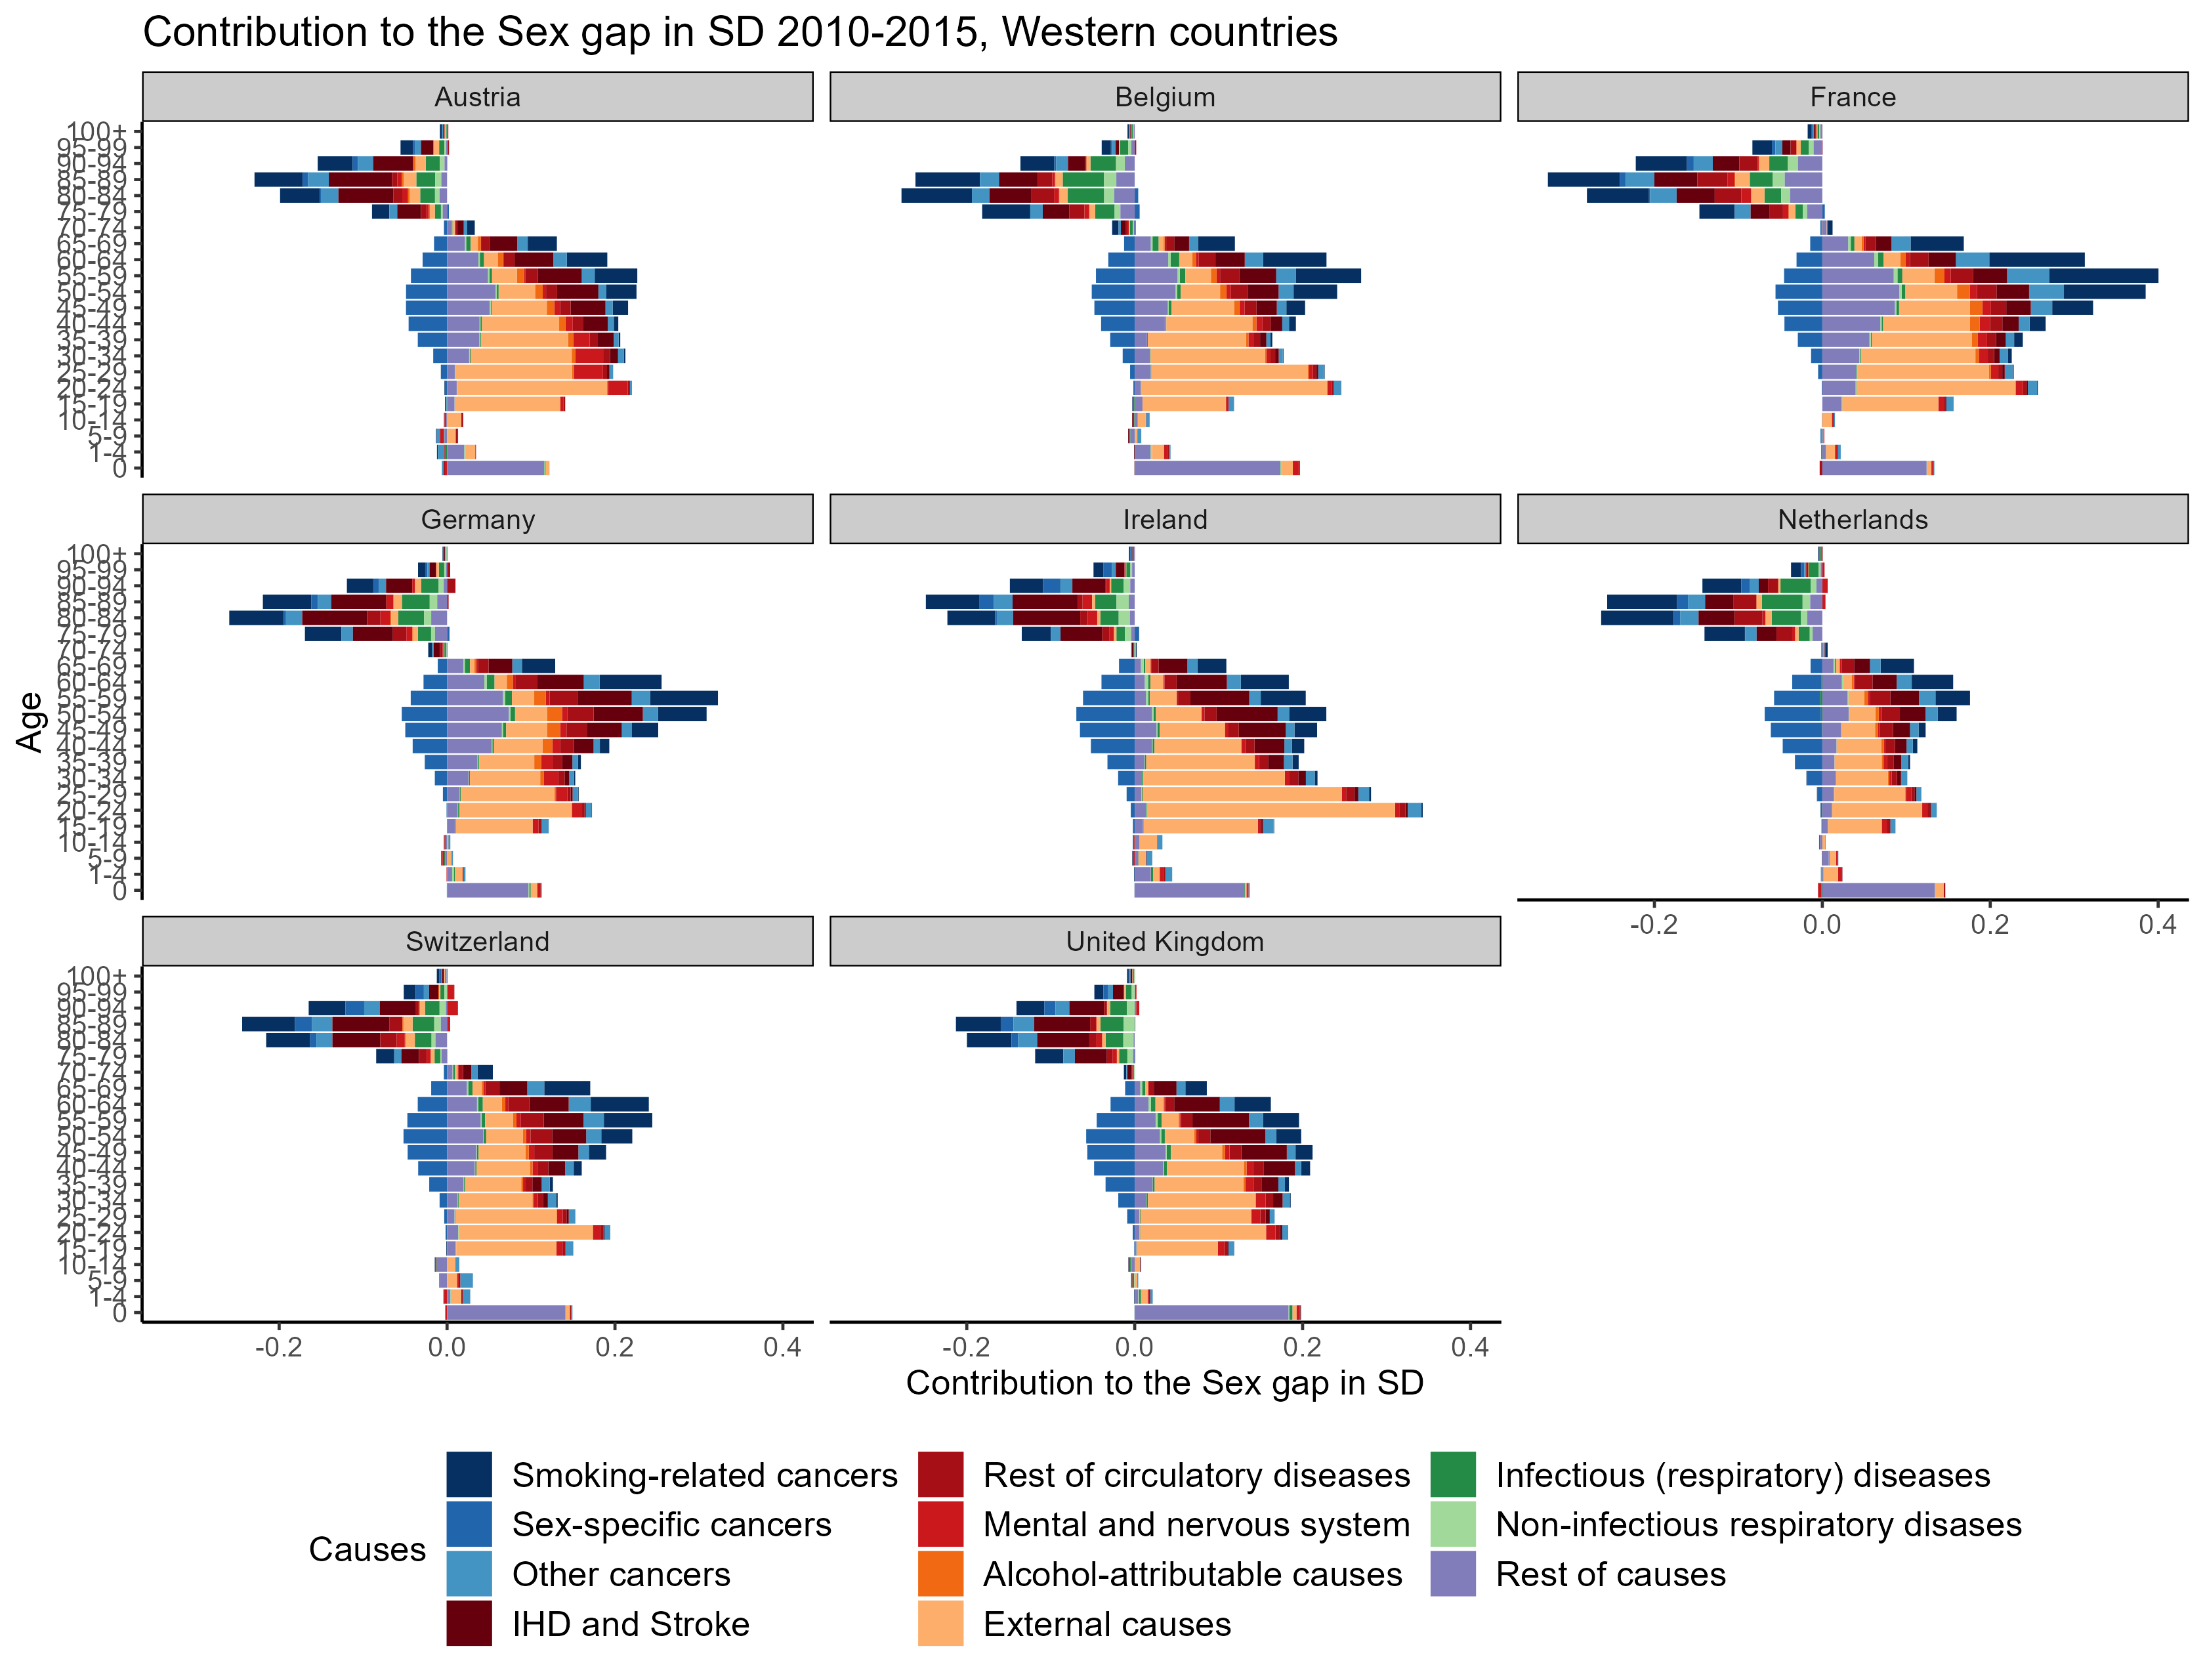 Contribution to the Sex gap in SD 2010-2015, Western countries
Austria
Belgium
France
100+
95-99
90-94
85-89
80-84
75-79
70-74
65-69
60-64
55-59
50-54
45-49
40-44
35-39
30-34
25-29
20-24
15-19
10-14
5-9
1-4
0
Germany
Ireland
Netherlands
100+
95-99
90-94
85-89
80-84
75-79
70-74
65-69
60-64
55-59
50-54
45-49
40-44
35-39
30-34
25-29
20-24
15-19
10-14
5-9
1-4
0
Age
-0.2 0.0 0.2 0.4
Switzerland
United Kingdom
100+
95-99
90-94
85-89
80-84
75-79
70-74
65-69
60-64
55-59
50-54
45-49
40-44
35-39
30-34
25-29
20-24
15-19
10-14
5-9
1-4
0
-0.2 0.0 0.2 0.4
-0.2 0.0 0.2 0.4
Contribution to the Sex gap in SD
Causes
Smoking-related cancers
Sex-specific cancers
Other cancers
IHD and Stroke
Rest of circulatory diseases
Mental and nervous system
Alcohol-attributable causes
External causes
Infectious (respiratory) diseases
Non-infectious respiratory disases
Rest of causes